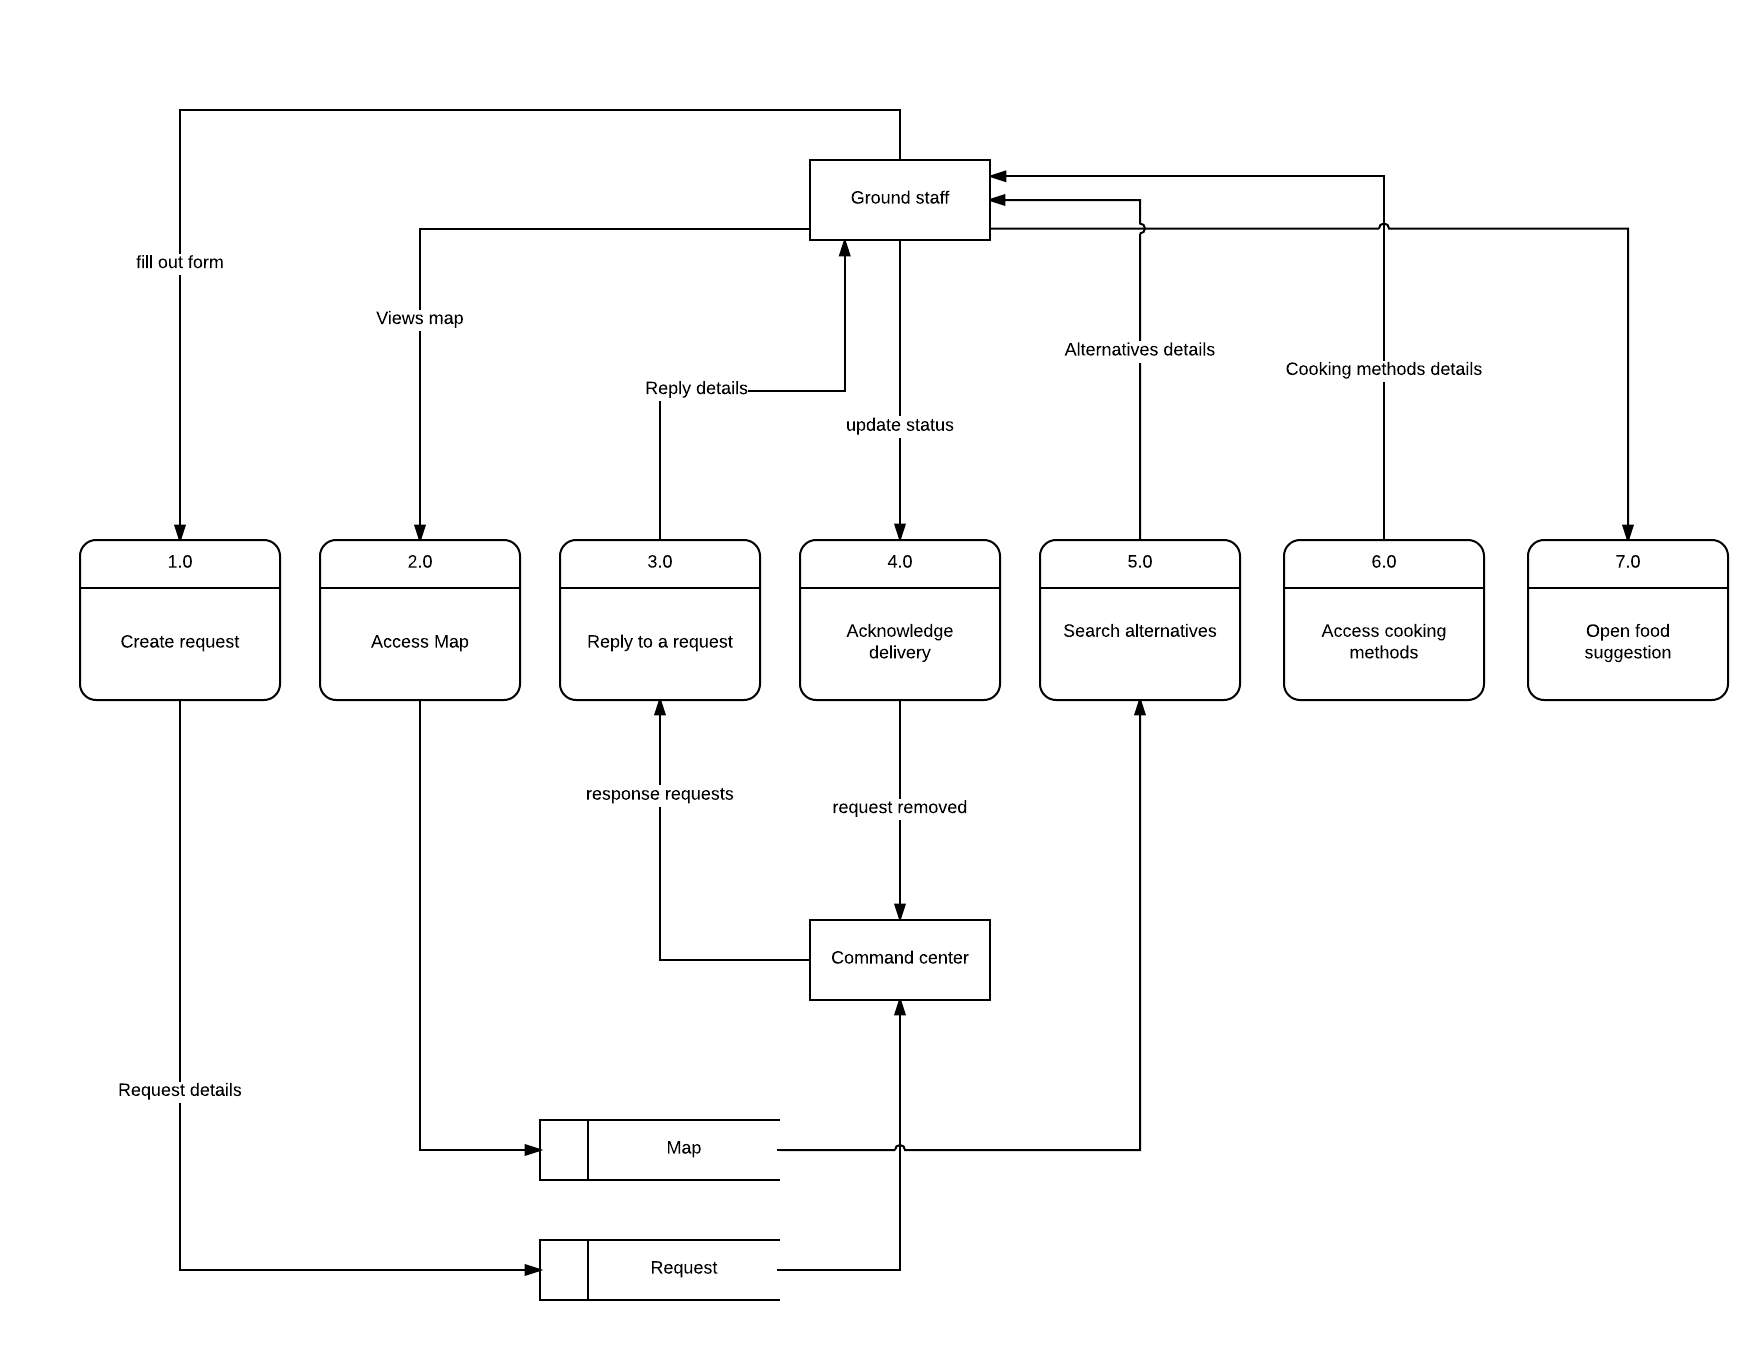 Ground staff
fill out form
Views map
Alternatives details
Cooking methods details
Reply details
update status
1.0
2.0
3.0
4.0
5.0
6.0
7.0
Create request
Access Map
Reply to a request
Acknowledge
delivery
Search alternatives
Access cooking
methods
Open food
suggestion
response requests
request removed
Command center
Request details
Map
Request